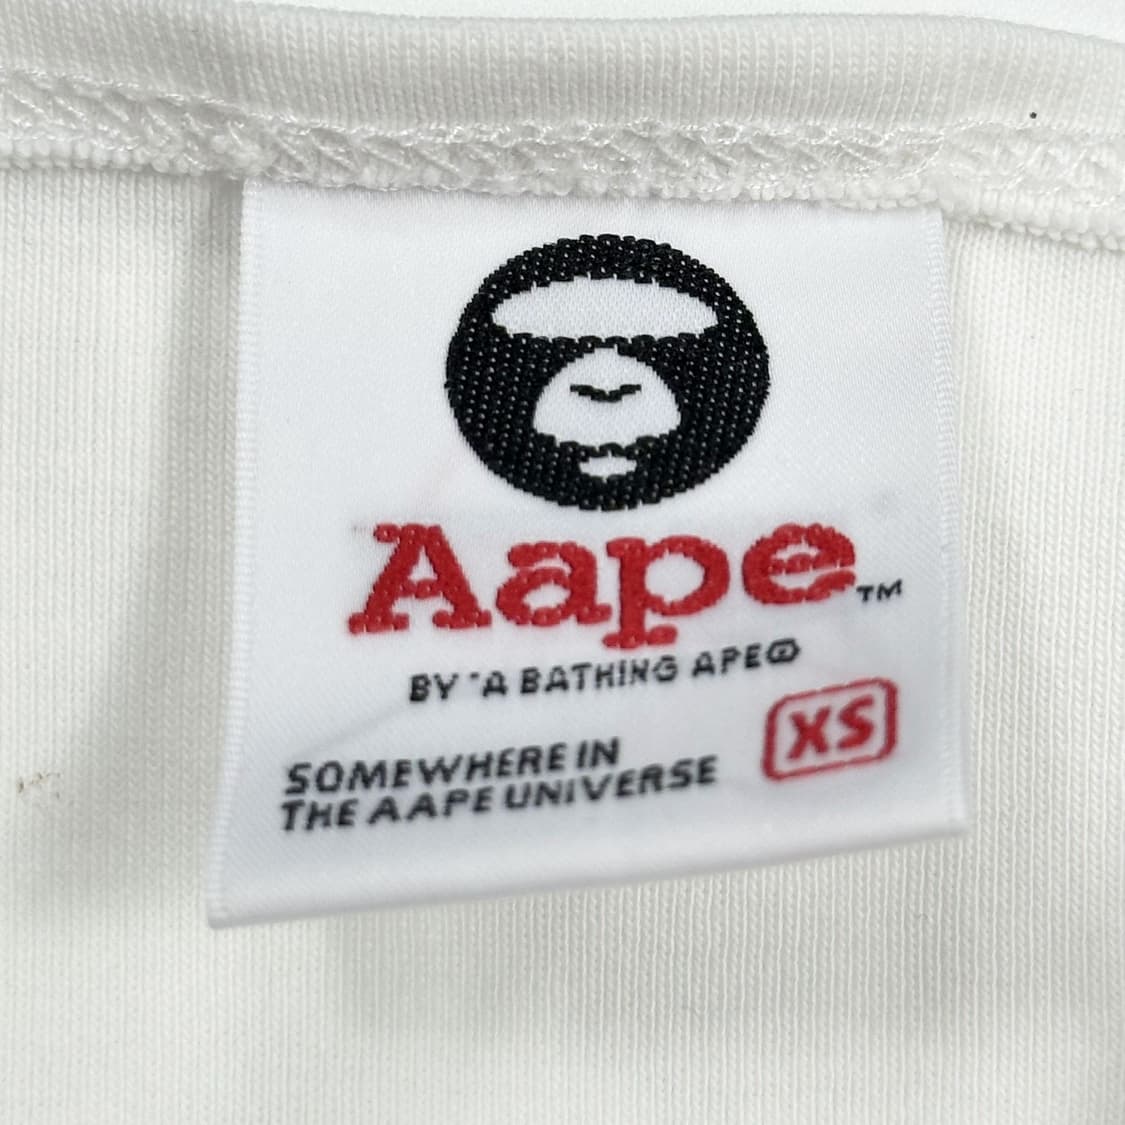 Aape™
BY *A BATHING APE®
XS
SOMEWHERE IN
THE AAPE UNIVERSE